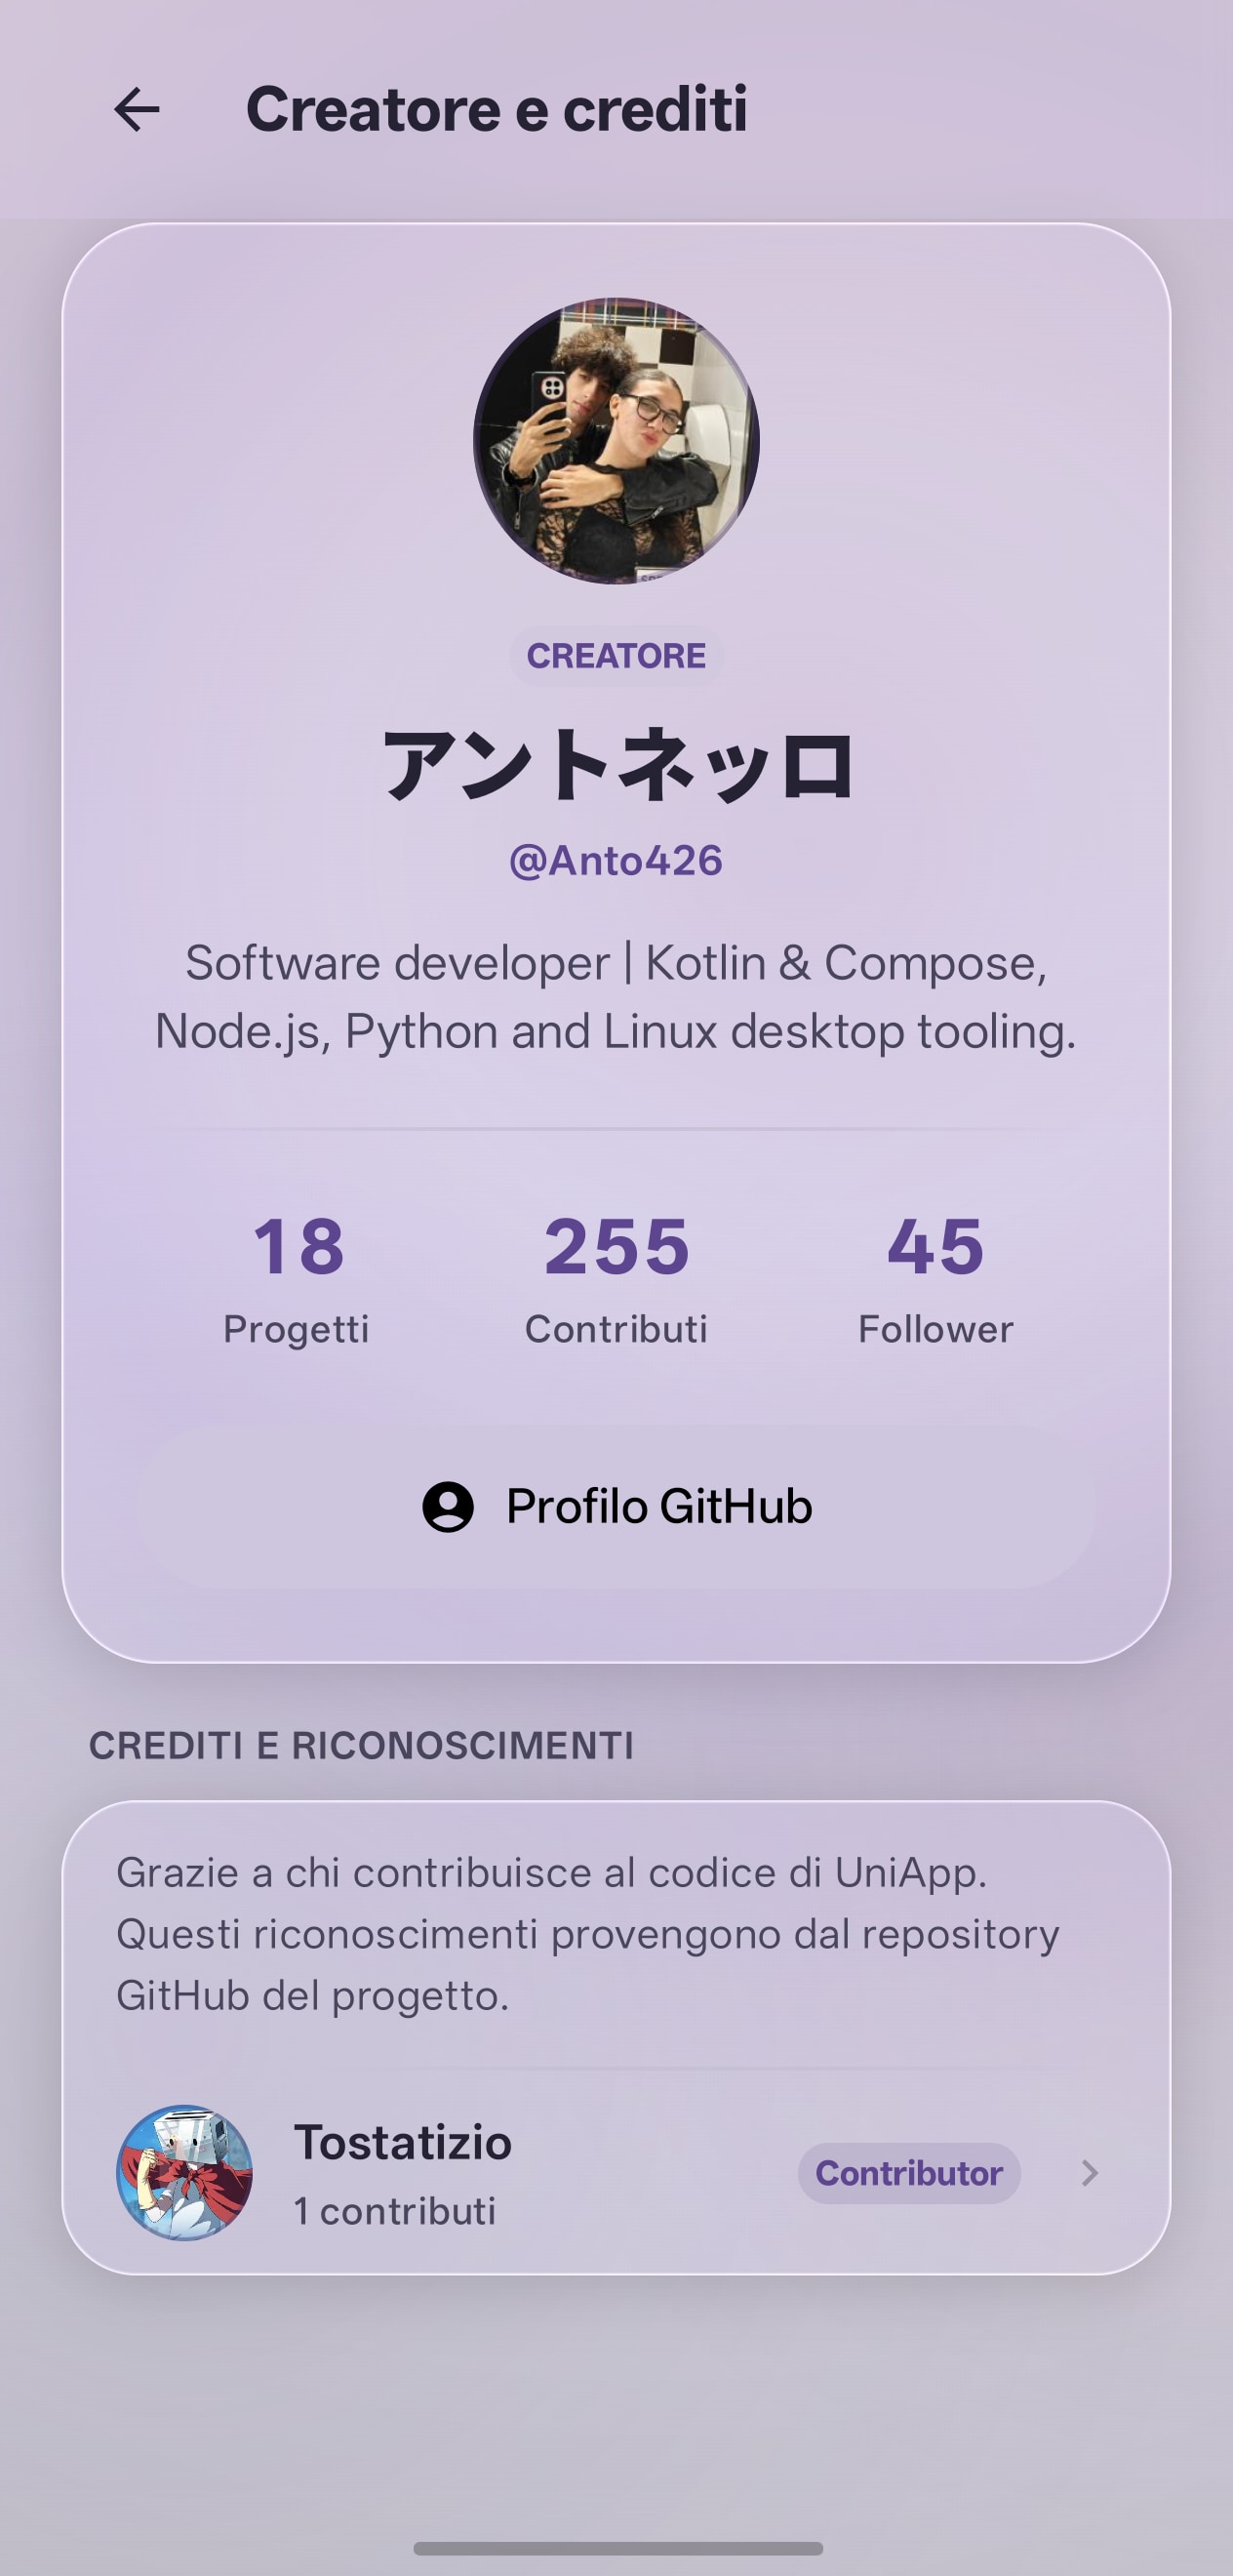 Creatore e crediti
CREATORE
アントネッロ
@Anto426
Software developer | Kotlin & Compose,
Node.js, Python and Linux desktop tooling.
18 255 45
Progetti Contributi Follower
Profilo GitHub
CREDITI E RICONOSCIMENTI
Grazie a chi contribuisce al codice di UniApp.
Questi riconoscimenti provengono dal repository
GitHub del progetto.
Tostatizio
1 contributi
Contributor